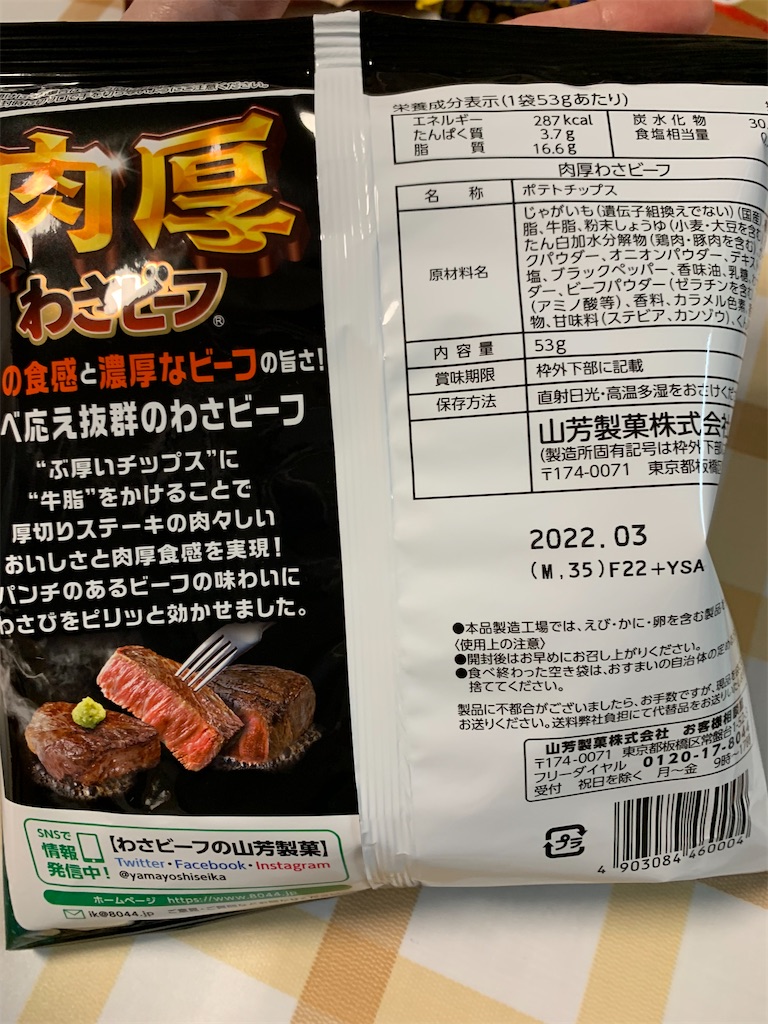 肉厚
わさビーフ®
の食感と濃厚なビーフの旨さ!
べ応え抜群のわさビーフ
“ぶ厚いチップス”に
“牛脂”をかけることで
厚切りステーキの肉々しい
おいしさと肉厚食感を実現!
パンチのあるビーフの味わいに
わさびをピリッと効かせました。
SNSで
情報
発信中!
【わさビーフの山芳製菓】
Twitter・Facebook・Instagram
@yamayoshiseika
ホームページ https://www.8044.jp
ik@8044.jp
栄養成分表示(1袋53gあたり)
エネルギー 287kcal 炭水化物 30.
たんぱく質 3.7g 食塩相当量
脂質 16.6g
肉厚わさビーフ
名称 ポテトチップス
原材料名 じゃがいも(遺伝子組換えでない)(国産
脂、牛脂、粉末しょうゆ(小麦・大豆を含
たん白加水分解物(鶏肉・豚肉を含む
クパウダー、オニオンパウダー、デキス
塩、ブラックペッパー、香味油、乳糖、
ダー、ビーフパウダー(ゼラチンを含
(アミノ酸等)、香料、カラメル色素、
物、甘味料(ステビア、カンゾウ)、くん
内容量 53g
賞味期限 枠外下部に記載
保存方法 直射日光・高温多湿をおさけくだ
山芳製菓株式会
(製造所固有記号は枠外下部
〒174-0071 東京都板橋区
2022.03
(M,35)F22+YSA
●本品製造工場では、えび・かに・卵を含む製品
〈使用上の注意〉
●開封後はお早めにお召し上がりください。
●食べ終わった空き袋は、おすまいの自治体の定め
捨ててください。
製品に不都合がございましたら、お手数ですが、現品を
お送りください。送料弊社負担にて代替品をお送りい
山芳製菓株式会社 お客様相談
〒174-0071 東京都板橋区常盤台
フリーダイヤル 0120-17-804
受付 祝日を除く 月〜金 9時〜
プラ
4 903084 460004